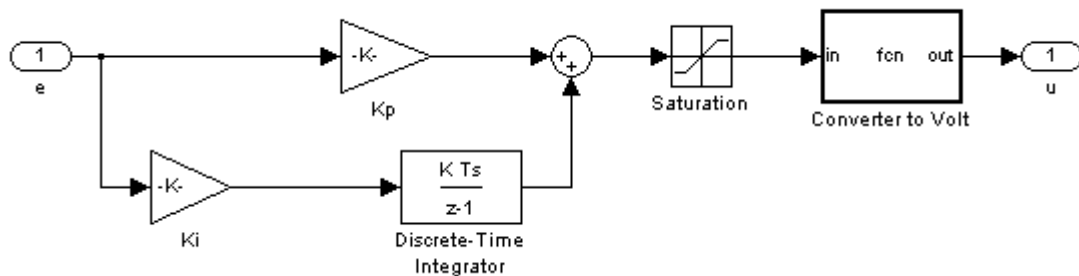 1
e
-K-
Kp
+
+
Saturation
in fcn out
Converter to Volt
1
u
-K-
Ki
K Ts
z-1
Discrete-Time
Integrator